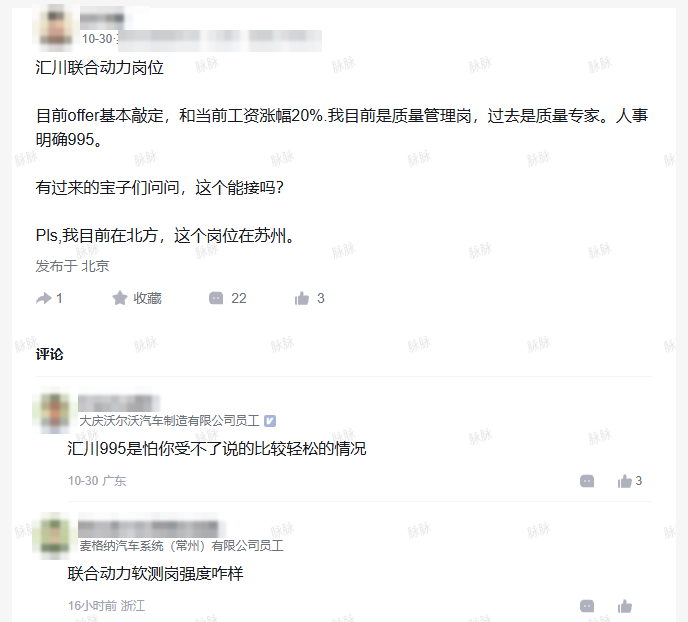 10-30
汇川联合动力岗位
目前offer基本敲定，和当前工资涨幅20%.我目前是质量管理岗，过去是质量专家。人事
明确995。
有过来的宝子们问问，这个能接吗？
Pls,我目前在北方，这个岗位在苏州。
发布于 北京
1 收藏 22 3
评论
大庆沃尔沃汽车制造有限公司员工
汇川995是怕你受不了说的比较轻松的情况
10-30 广东 3
麦格纳汽车系统（常州）有限公司员工
联合动力软测岗强度咋样
16小时前 浙江
脉脉